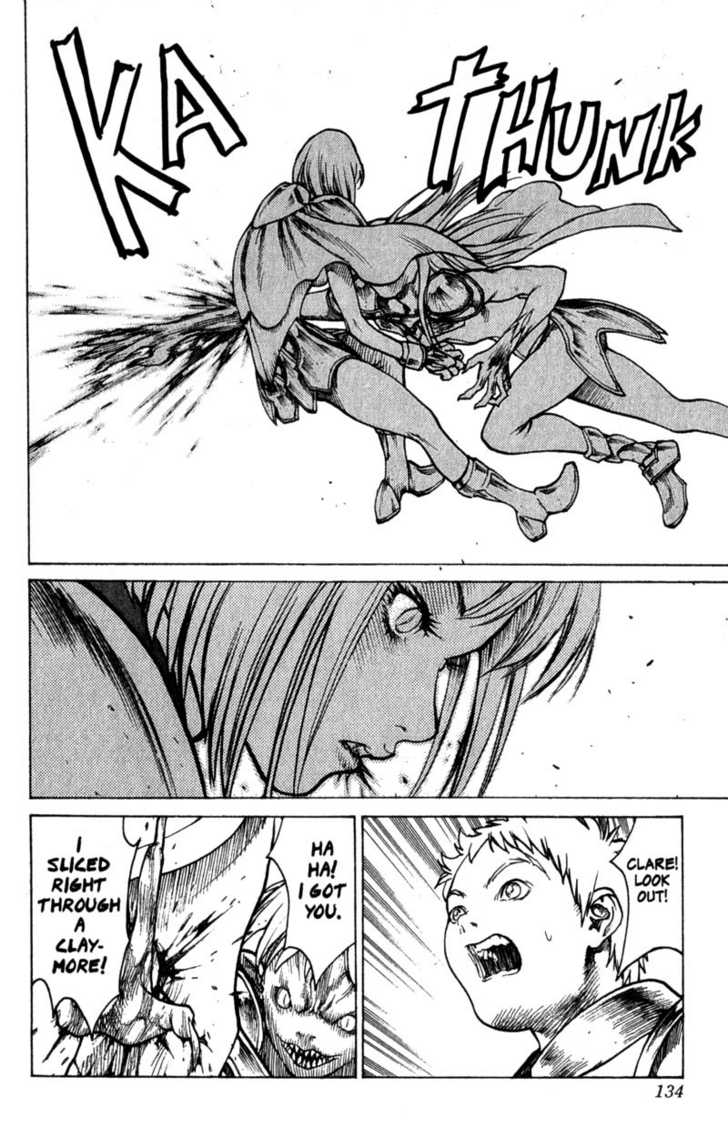 KA
THUNK
CLARE!
LOOK
OUT!
HA
HA!
I GOT
YOU.
I
SLICED
RIGHT
THROUGH
A
CLAY-
MORE!
134